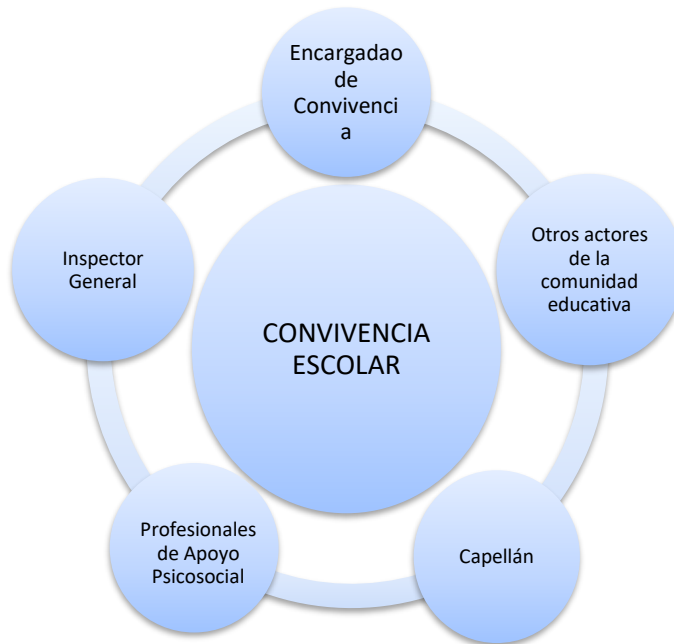 Encargadao
de
Convivenci
a
Otros actores
de la
comunidad
educativa
Inspector
General
CONVIVENCIA
ESCOLAR
Profesionales
de Apoyo
Psicosocial
Capellán